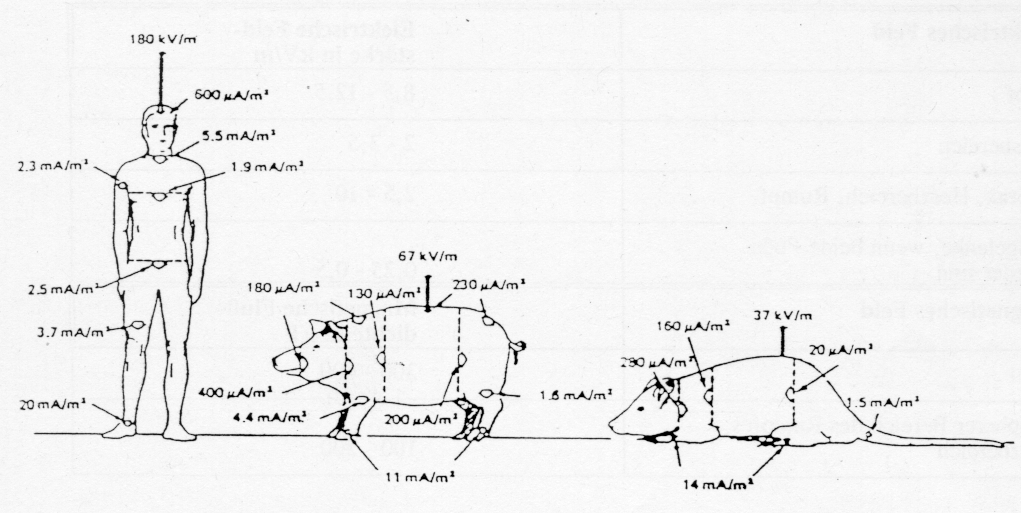 180 kV/m
600 µA/m²
5.5 mA/m²
2.3 mA/m²
1.9 mA/m²
2.5 mA/m²
3.7 mA/m²
20 mA/m²
67 kV/m
180 µA/m²
130 µA/m²
230 µA/m²
400 µA/m²
4.4 mA/m²
200 µA/m²
1.6 mA/m²
11 mA/m²
37 kV/m
160 µA/m²
20 µA/m²
280 µA/m²
1.5 mA/m²
14 mA/m²